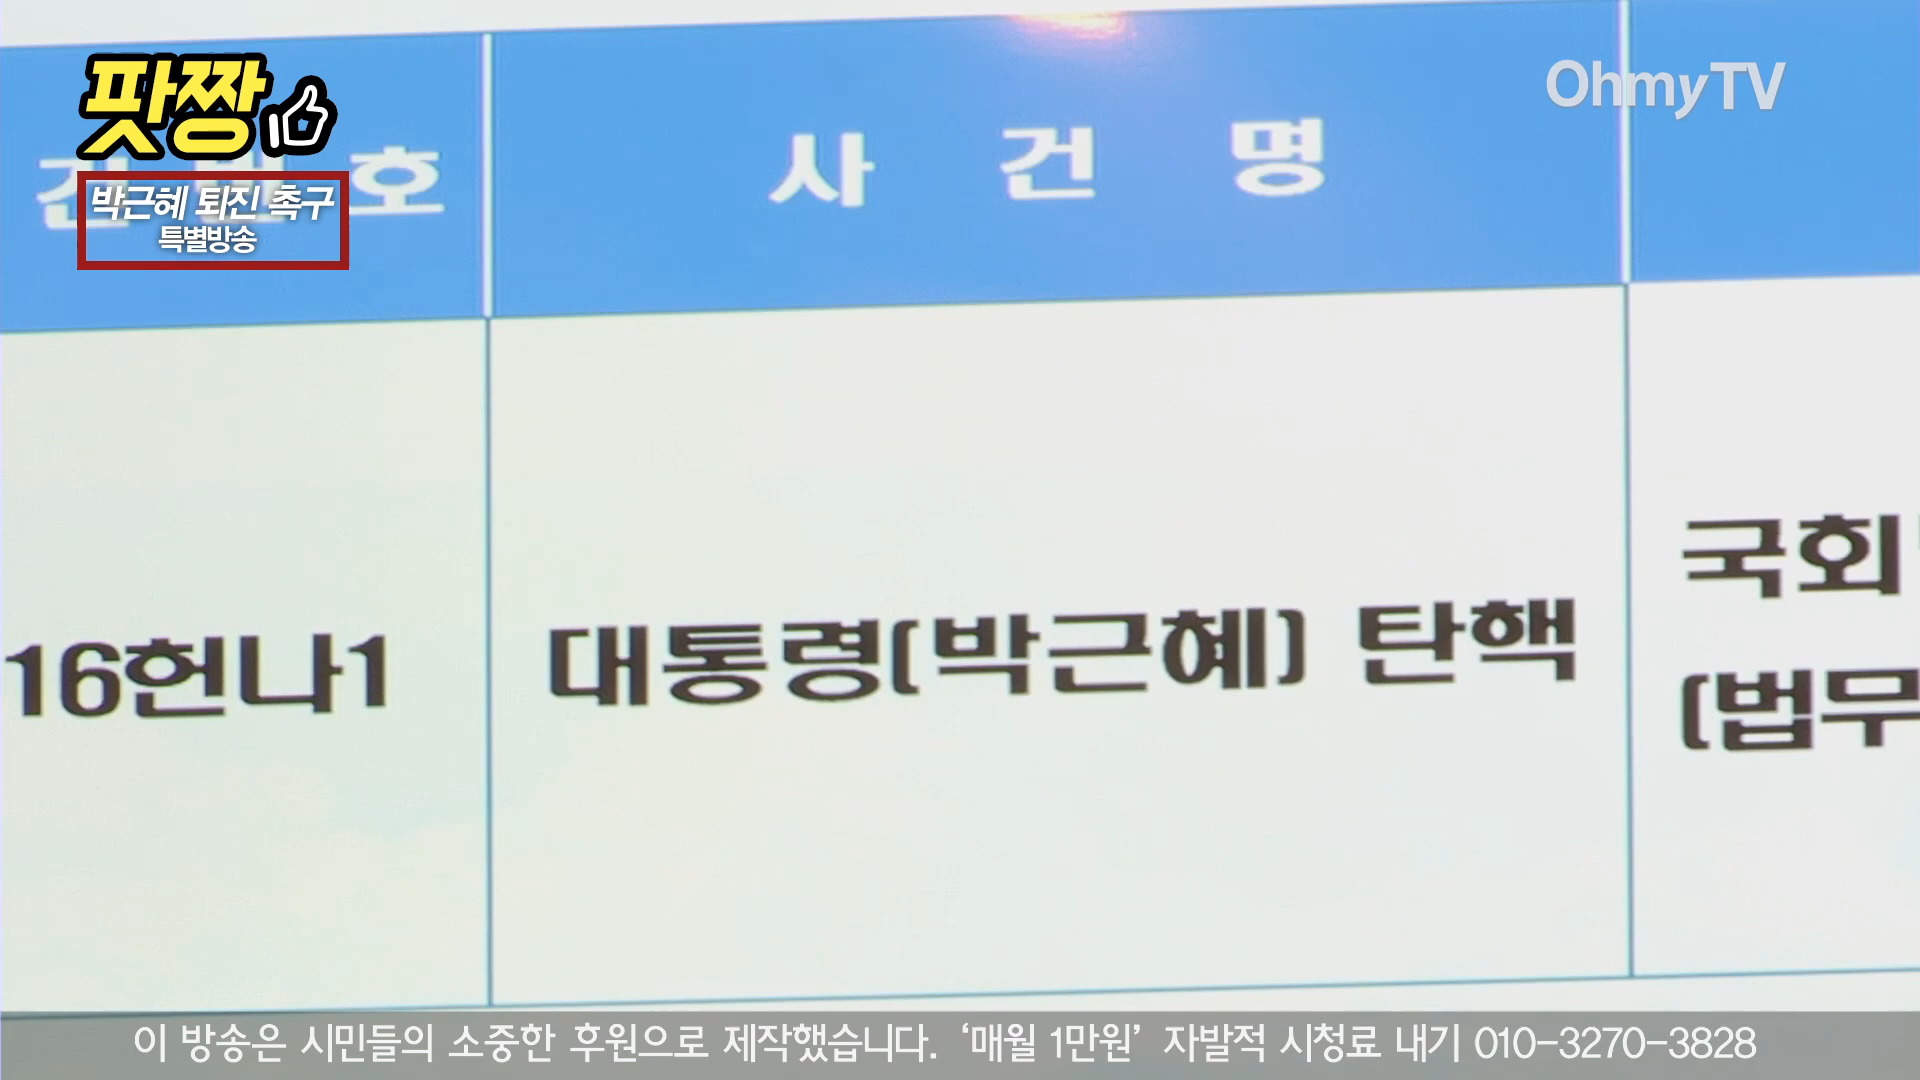 팟짱
OhmyTV
박근혜 퇴진 촉구
특별방송
호
사 건 명
16헌나1
대통령(박근혜) 탄핵
국회
(법무
이 방송은 시민들의 소중한 후원으로 제작했습니다. ‘매월 1만원’ 자발적 시청료 내기 010-3270-3828